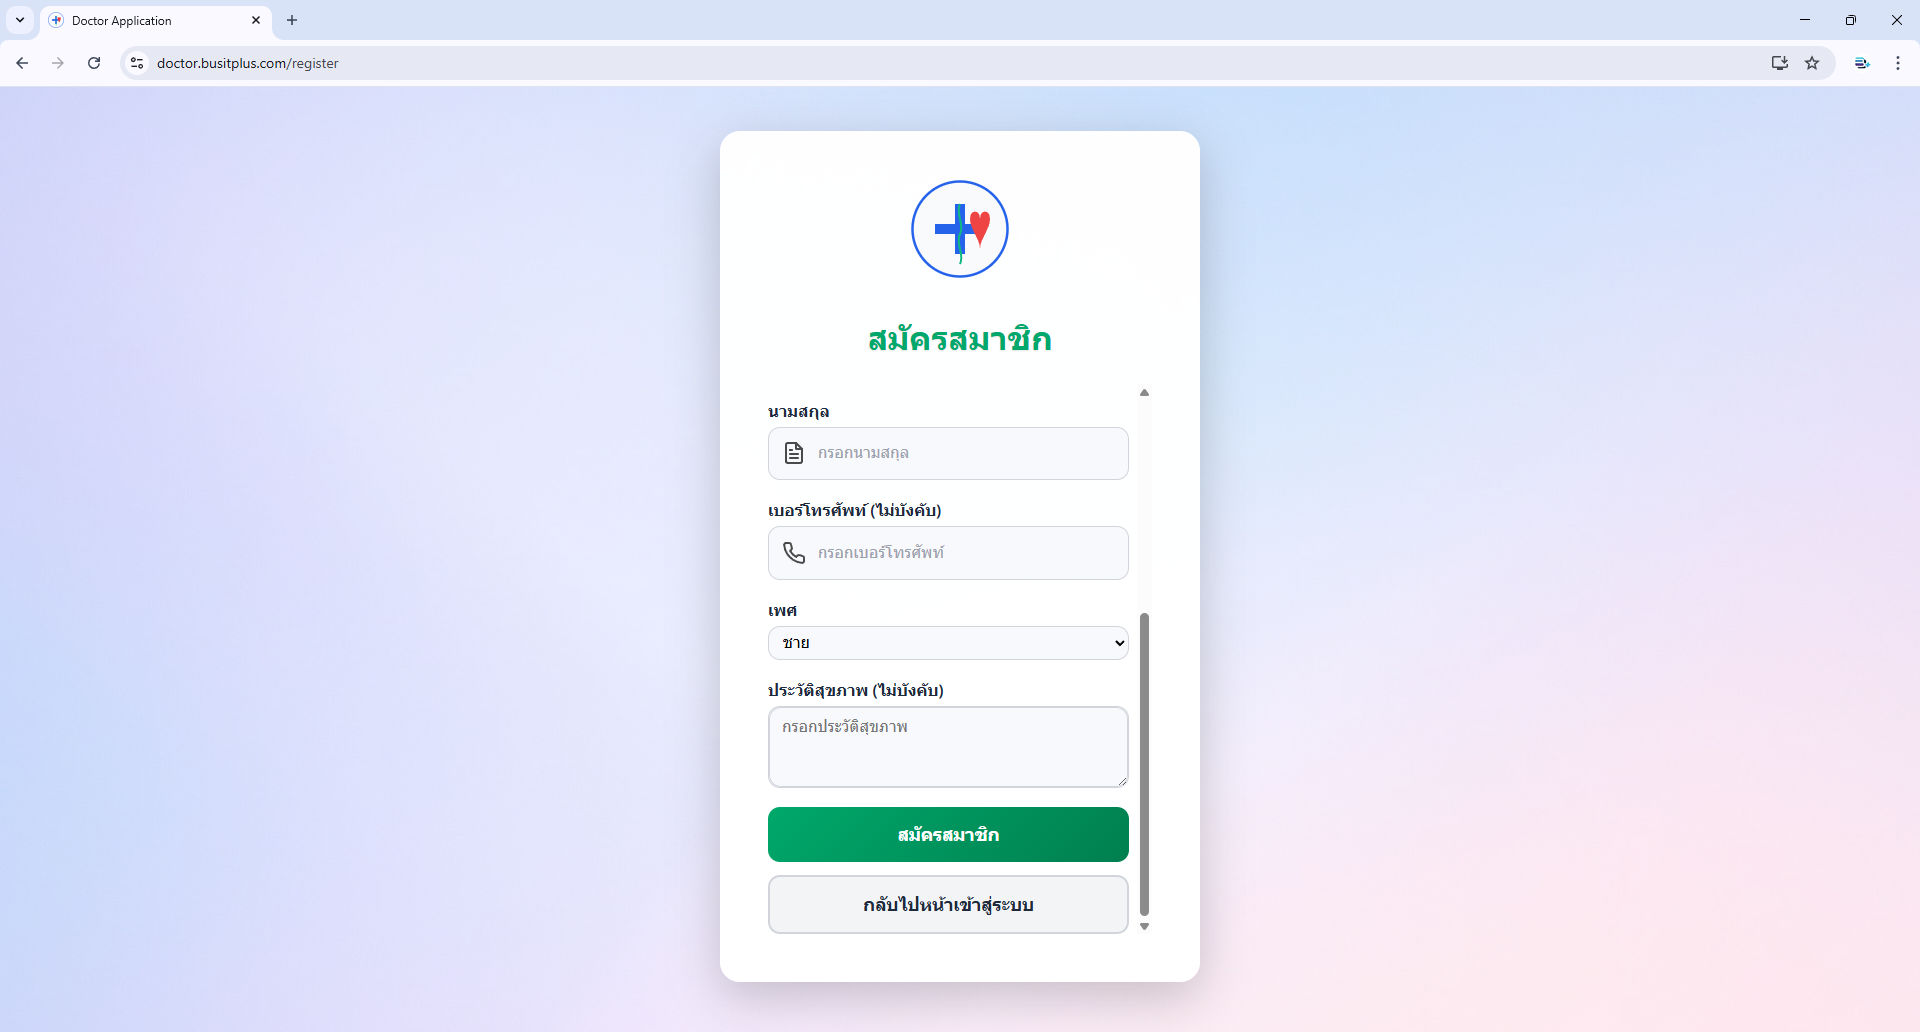 Doctor Application
doctor.busitplus.com/register
สมัครสมาชิก
นามสกุล
กรอกนามสกุล
เบอร์โทรศัพท์ (ไม่บังคับ)
กรอกเบอร์โทรศัพท์
เพศ
ชาย
ประวัติสุขภาพ (ไม่บังคับ)
กรอกประวัติสุขภาพ
สมัครสมาชิก
กลับไปหน้าเข้าสู่ระบบ